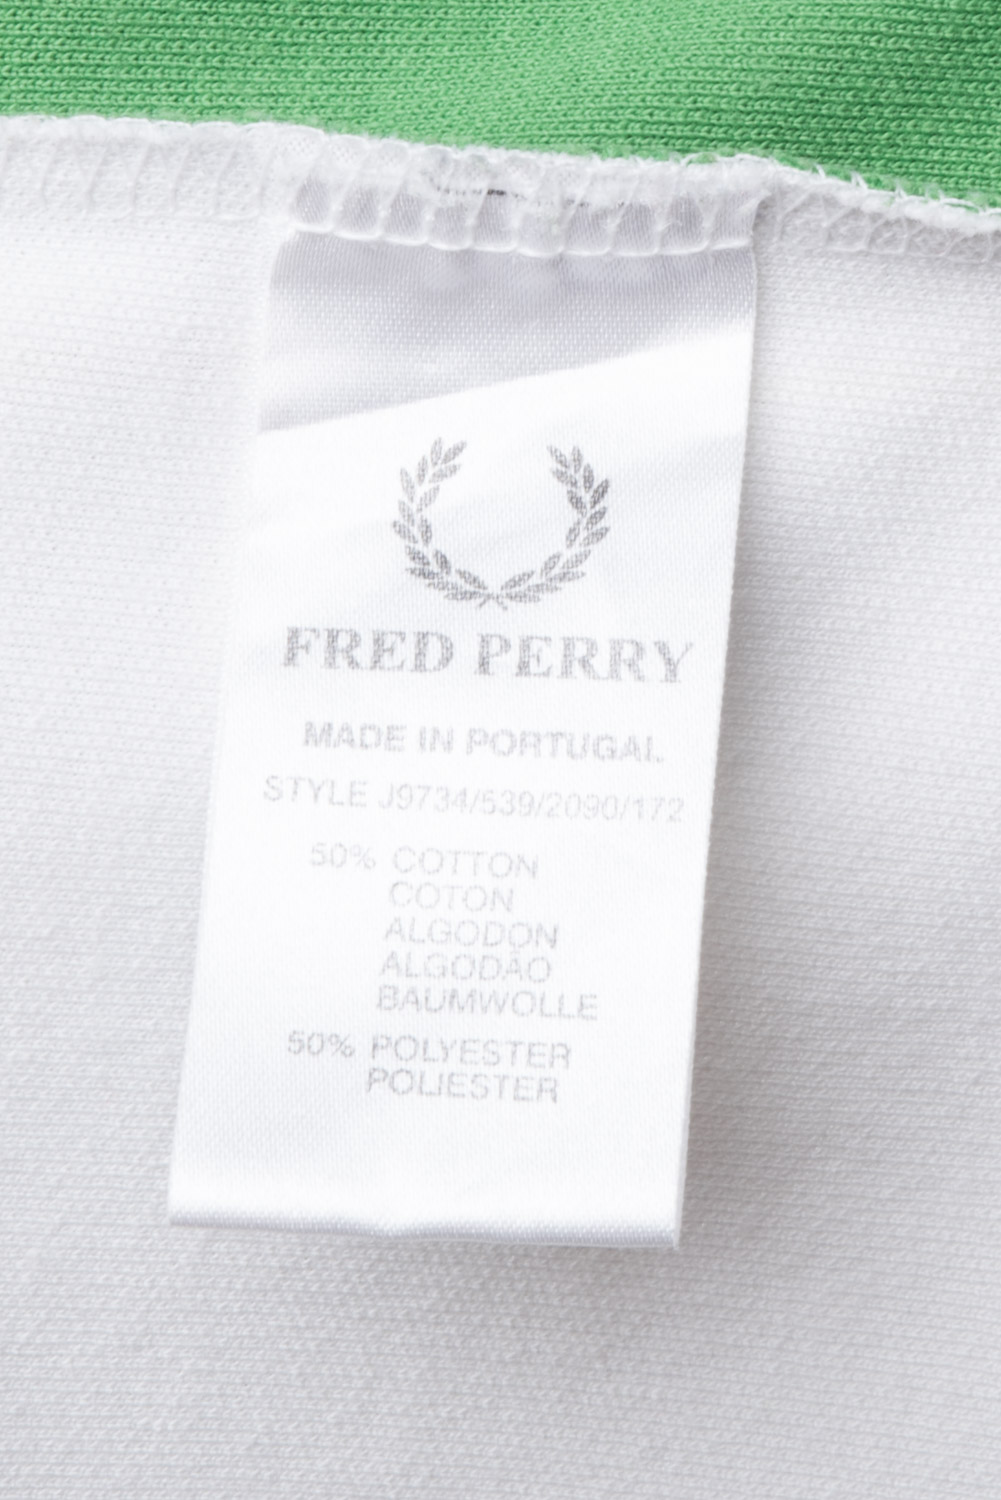 FRED PERRY
MADE IN PORTUGAL
STYLE J9734/539/2090/172
50% COTTON
COTON
ALGODON
ALGODÃO
BAUMWOLLE
50% POLYESTER
POLIESTER